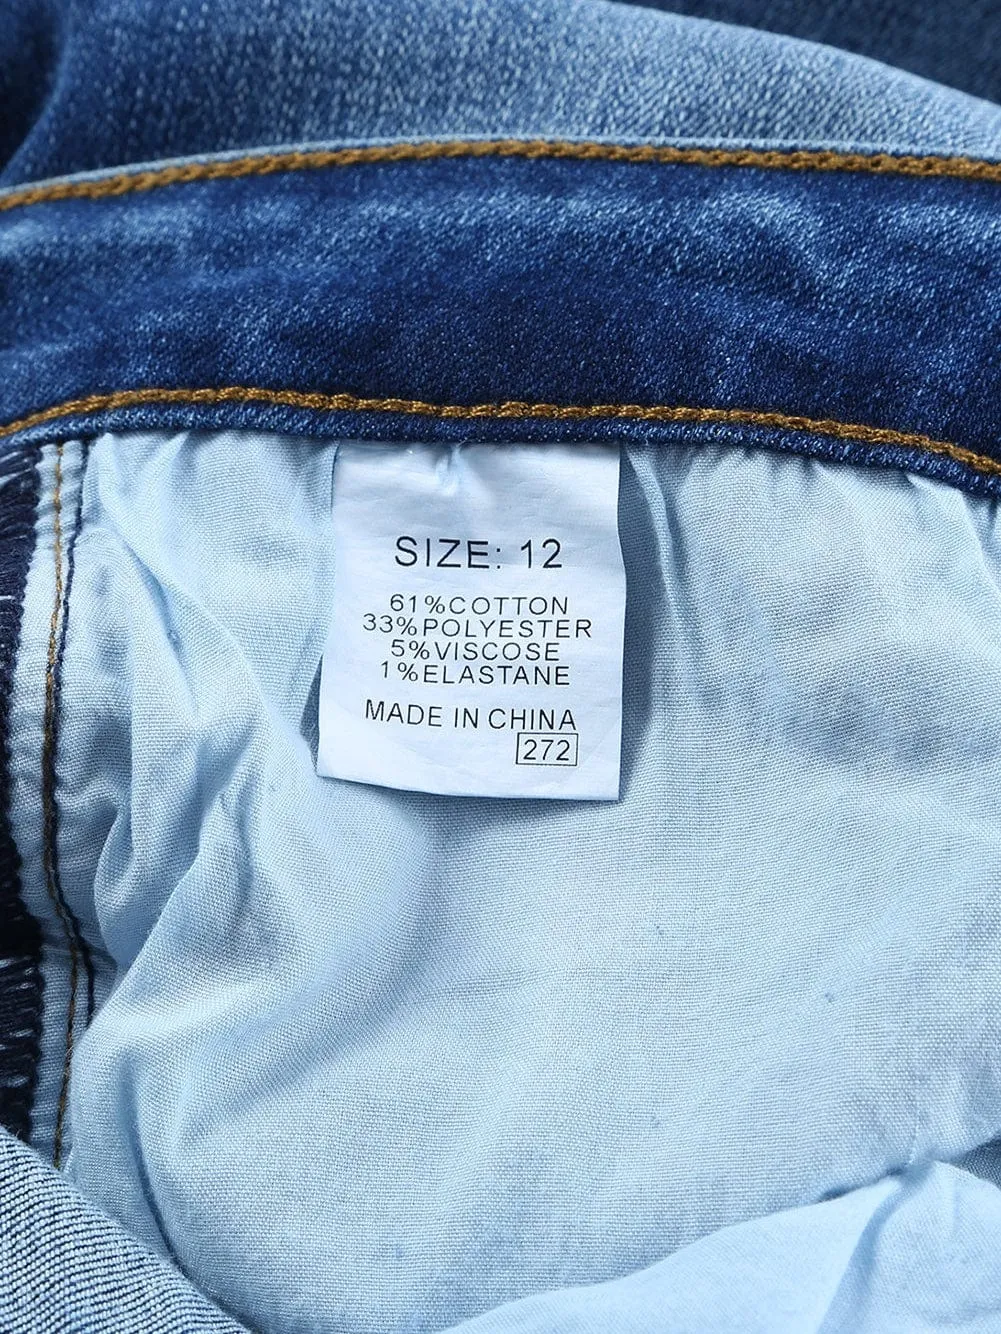 SIZE: 12
61%COTTON
33%POLYESTER
5%VISCOSE
1%ELASTANE
MADE IN CHINA
272